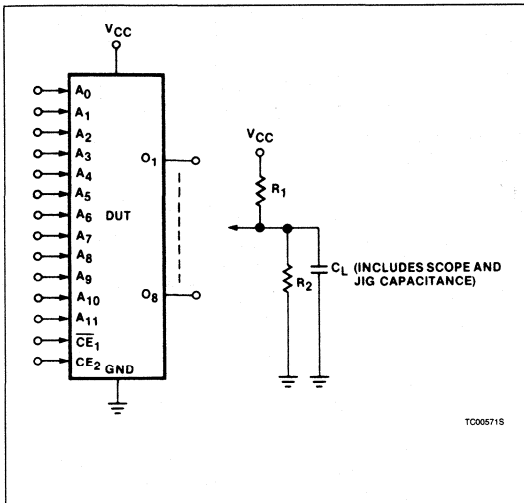 VCC
A0
A1
A2
A3
A4
A5
A6
A7
A8
A9
A10
A11
CE1
CE2
DUT
O1
O8
GND
VCC
R1
R2
CL (INCLUDES SCOPE AND
JIG CAPACITANCE)
TC00571S